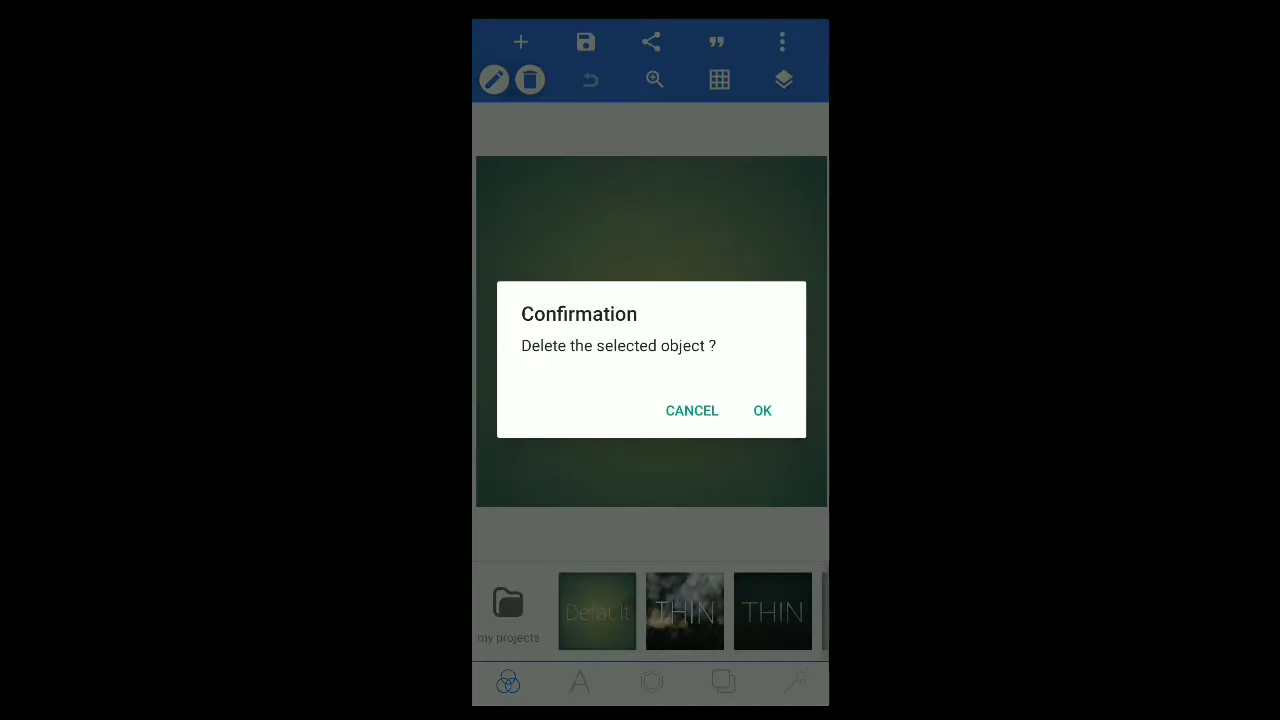 Confirmation
Delete the selected object ?
CANCEL OK
Default THIN THIN
my projects